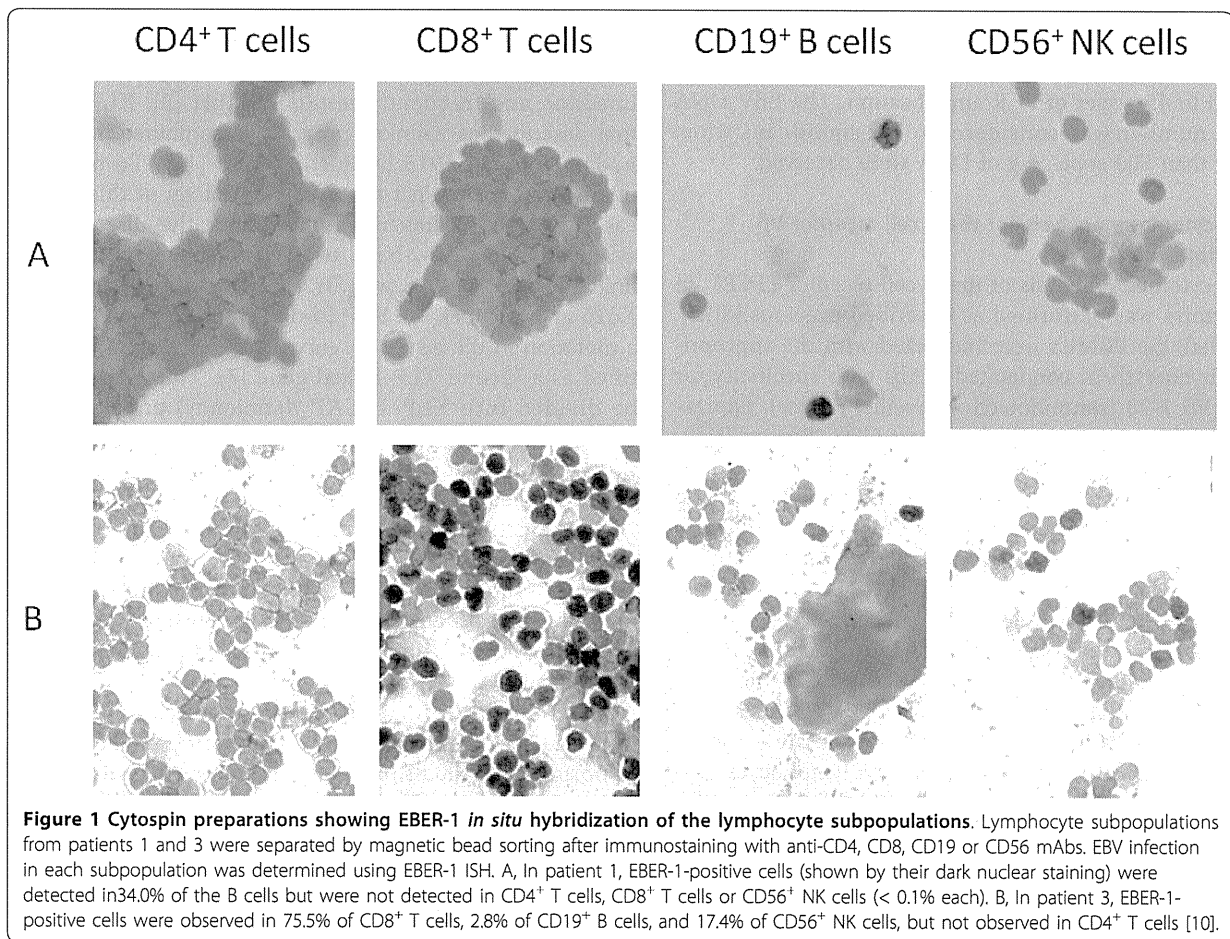 CD4⁺ T cells CD8⁺ T cells CD19⁺ B cells CD56⁺ NK cells
A
B
Figure 1 Cytospin preparations showing EBER-1 in situ hybridization of the lymphocyte subpopulations. Lymphocyte subpopulations
from patients 1 and 3 were separated by magnetic bead sorting after immunostaining with anti-CD4, CD8, CD19 or CD56 mAbs. EBV infection
in each subpopulation was determined using EBER-1 ISH. A, In patient 1, EBER-1-positive cells (shown by their dark nuclear staining) were
detected in34.0% of the B cells but were not detected in CD4⁺ T cells, CD8⁺ T cells or CD56⁺ NK cells (< 0.1% each). B, In patient 3, EBER-1-
positive cells were observed in 75.5% of CD8⁺ T cells, 2.8% of CD19⁺ B cells, and 17.4% of CD56⁺ NK cells, but not observed in CD4⁺ T cells [10].